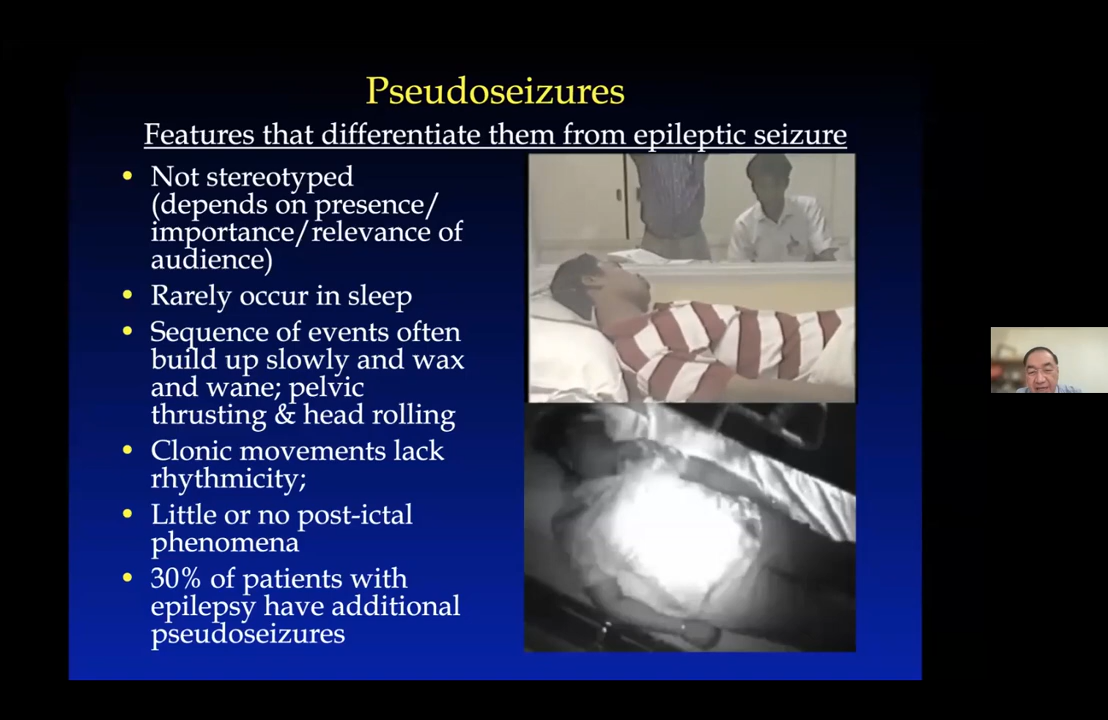 Pseudoseizures
Features that differentiate them from epileptic seizure
• Not stereotyped
(depends on presence/
importance/relevance of
audience)
• Rarely occur in sleep
• Sequence of events often
build up slowly and wax
and wane; pelvic
thrusting & head rolling
• Clonic movements lack
rhythmicity;
• Little or no post-ictal
phenomena
• 30% of patients with
epilepsy have additional
pseudoseizures